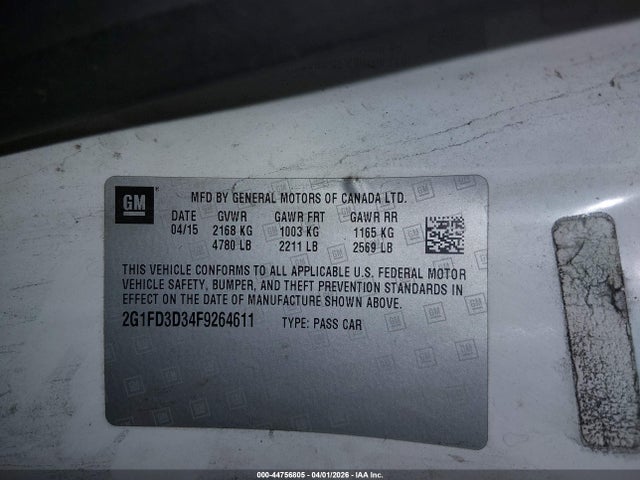 GM
MFD BY GENERAL MOTORS OF CANADA LTD.
DATE GVWR GAWR FRT GAWR RR
04/15 2168 KG 1003 KG 1165 KG
4780 LB 2211 LB 2569 LB
THIS VEHICLE CONFORMS TO ALL APPLICABLE U.S. FEDERAL MOTOR
VEHICLE SAFETY, BUMPER, AND THEFT PREVENTION STANDARDS IN
EFFECT ON THE DATE OF MANUFACTURE SHOWN ABOVE.
2G1FD3D34F9264611 TYPE: PASS CAR
000-44756805 - 04/01/2026 - IAA Inc.